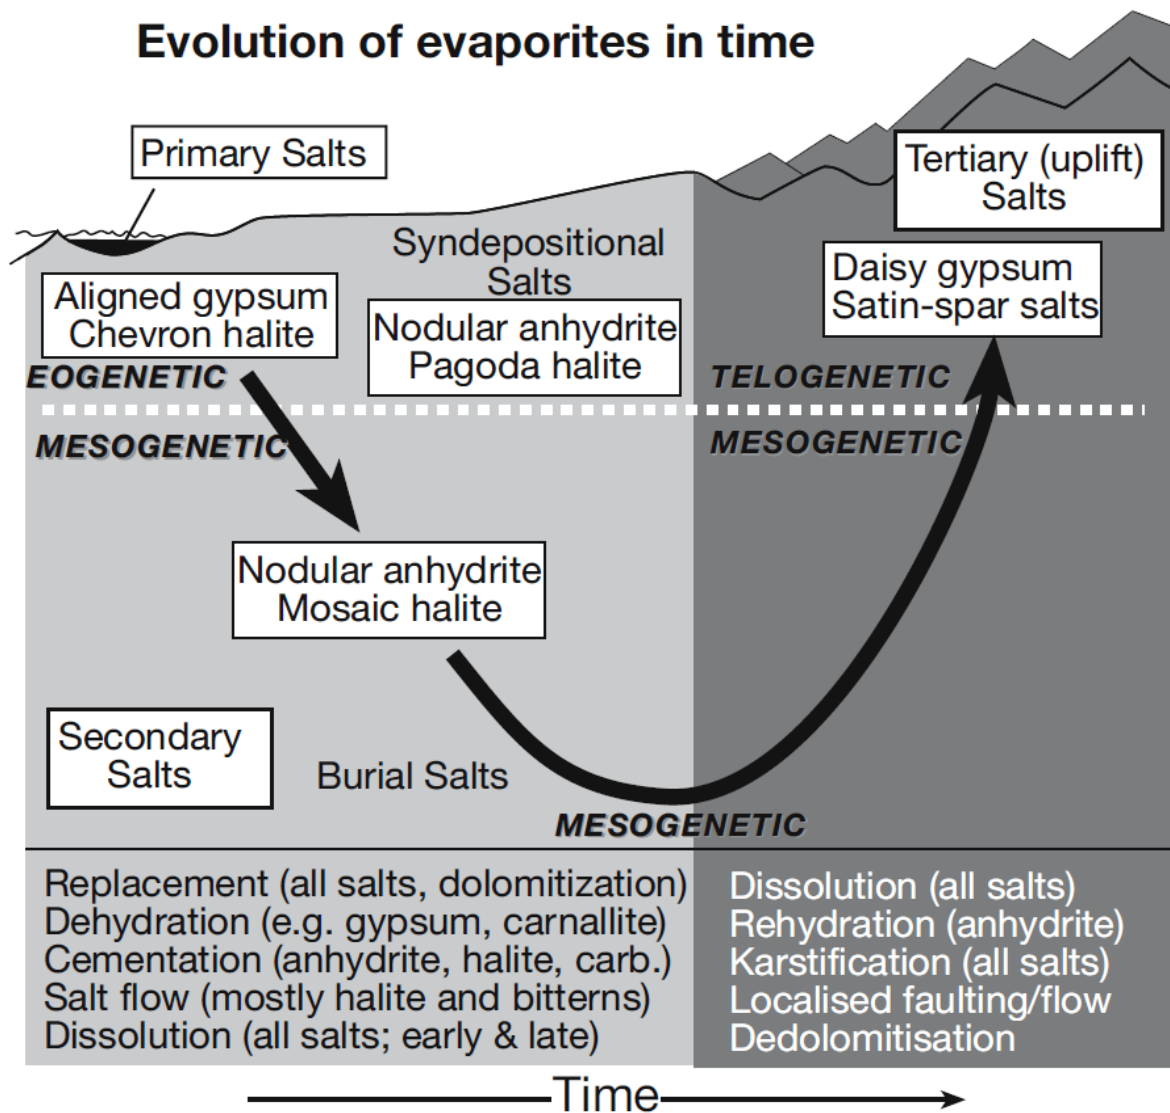 Evolution of evaporites in time
Primary Salts
Tertiary (uplift)
Salts
Syndepositional
Salts
Daisy gypsum
Satin-spar salts
Aligned gypsum
Chevron halite
Nodular anhydrite
Pagoda halite
EOGENETIC
TELOGENETIC
MESOGENETIC
MESOGENETIC
Nodular anhydrite
Mosaic halite
Secondary
Salts
Burial Salts
MESOGENETIC
Replacement (all salts, dolomitization)
Dehydration (e.g. gypsum, carnallite)
Cementation (anhydrite, halite, carb.)
Salt flow (mostly halite and bitterns)
Dissolution (all salts; early & late)
Dissolution (all salts)
Rehydration (anhydrite)
Karstification (all salts)
Localised faulting/flow
Dedolomitisation
Time